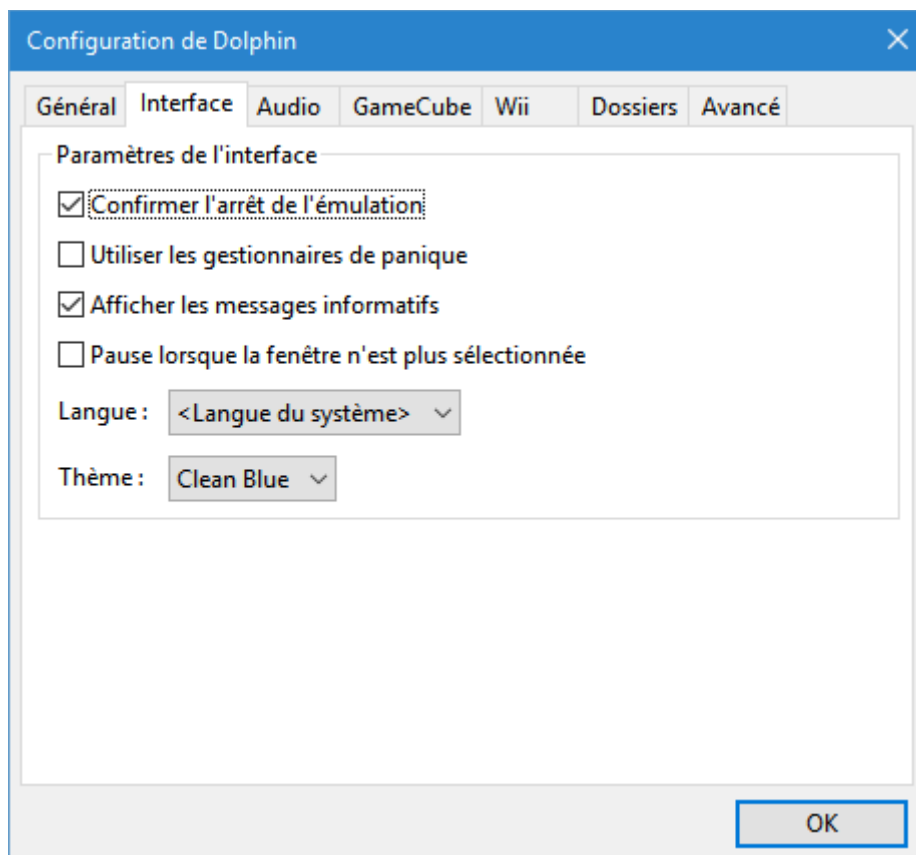 Configuration de Dolphin
Général Interface Audio GameCube Wii Dossiers Avancé
Paramètres de l'interface
Confirmer l'arrêt de l'émulation
Utiliser les gestionnaires de panique
Afficher les messages informatifs
Pause lorsque la fenêtre n'est plus sélectionnée
Langue : <Langue du système>
Thème : Clean Blue
OK